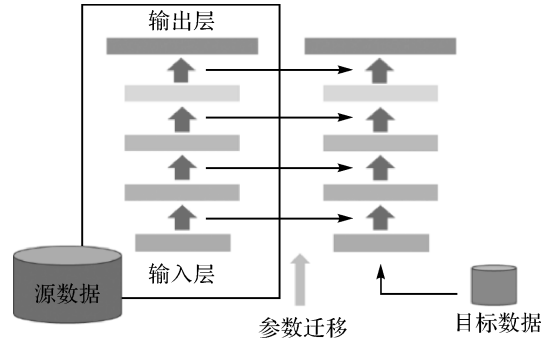 输出层
输入层
源数据
参数迁移
目标数据